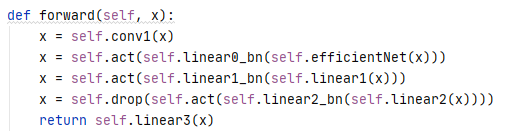 def forward(self, x):
    x = self.conv1(x)
    x = self.act(self.linear0_bn(self.efficientNet(x)))
    x = self.act(self.linear1_bn(self.linear1(x)))
    x = self.drop(self.act(self.linear2_bn(self.linear2(x))))
    return self.linear3(x)